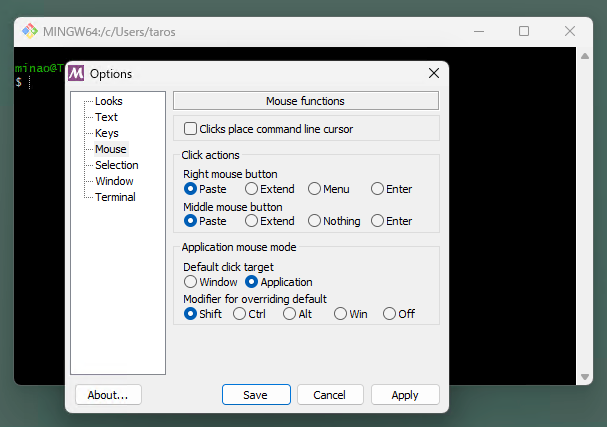 MINGW64:/c/Users/taros
minao@T
$
M Options
Looks
Text
Keys
Mouse
Selection
Window
Terminal
Mouse functions
Clicks place command line cursor
Click actions
Right mouse button
Paste Extend Menu Enter
Middle mouse button
Paste Extend Nothing Enter
Application mouse mode
Default click target
Window Application
Modifier for overriding default
Shift Ctrl Alt Win Off
About... Save Cancel Apply